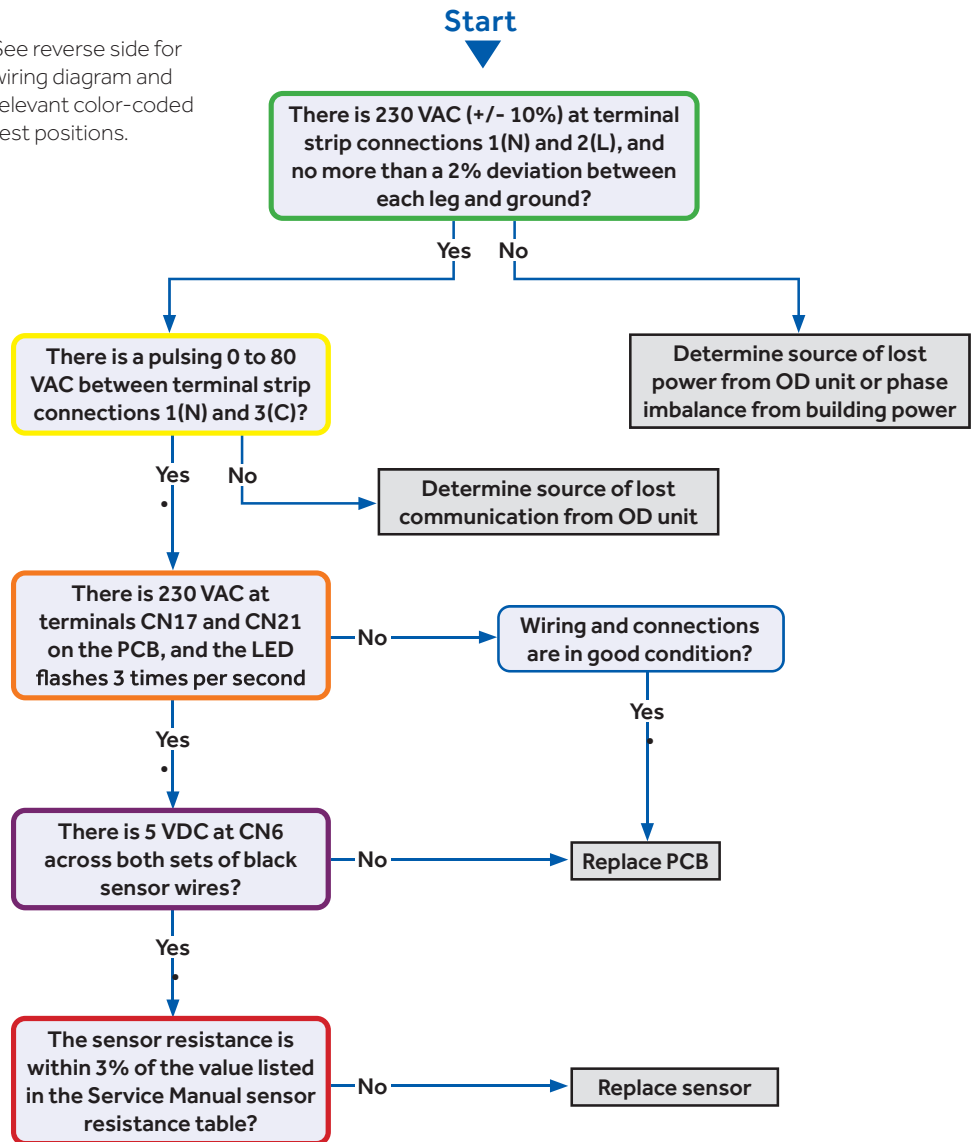 Start
See reverse side for
wiring diagram and
relevant color-coded
test positions.
There is 230 VAC (+/- 10%) at terminal
strip connections 1(N) and 2(L), and
no more than a 2% deviation between
each leg and ground?
Yes No
There is a pulsing 0 to 80
VAC between terminal strip
connections 1(N) and 3(C)?
Determine source of lost
power from OD unit or phase
imbalance from building power
Yes No
Determine source of lost
communication from OD unit
There is 230 VAC at
terminals CN17 and CN21
on the PCB, and the LED
flashes 3 times per second
No
Wiring and connections
are in good condition?
Yes
Yes
There is 5 VDC at CN6
across both sets of black
sensor wires?
No
Replace PCB
Yes
The sensor resistance is
within 3% of the value listed
in the Service Manual sensor
resistance table?
No
Replace sensor